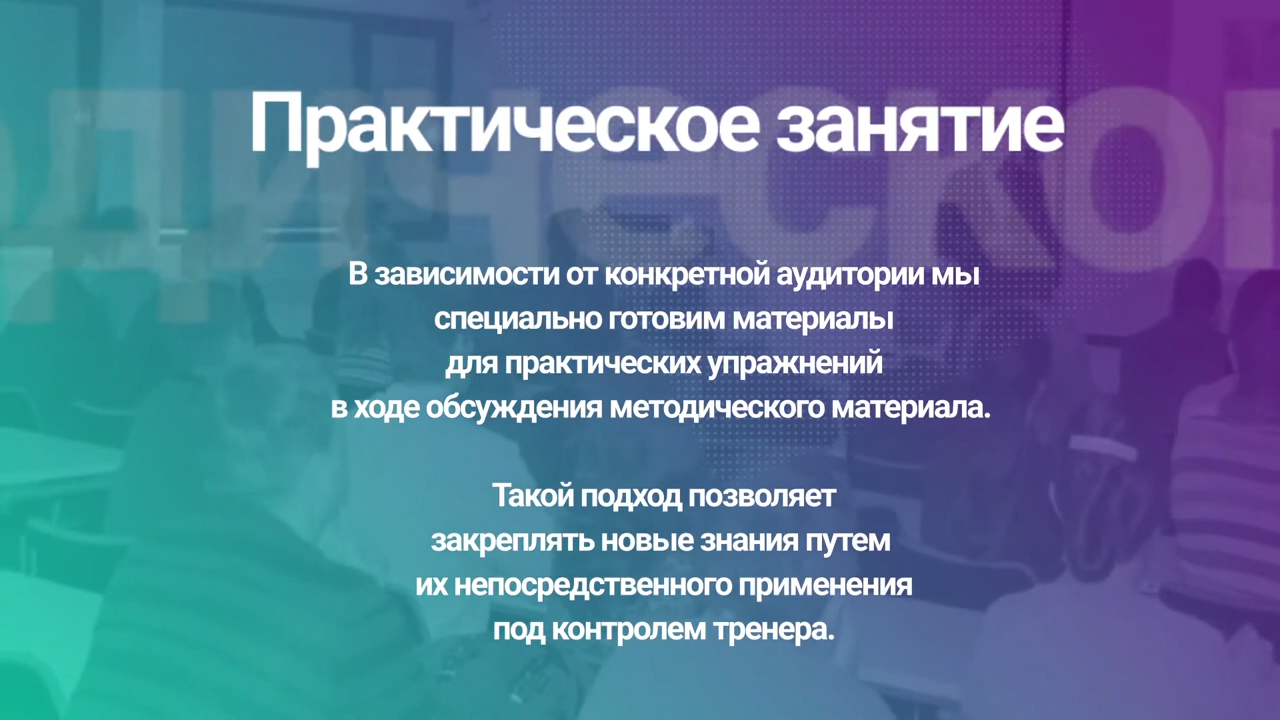 Практическое занятие
В зависимости от конкретной аудитории мы
специально готовим материалы
для практических упражнений
в ходе обсуждения методического материала.
Такой подход позволяет
закреплять новые знания путем
их непосредственного применения
под контролем тренера.